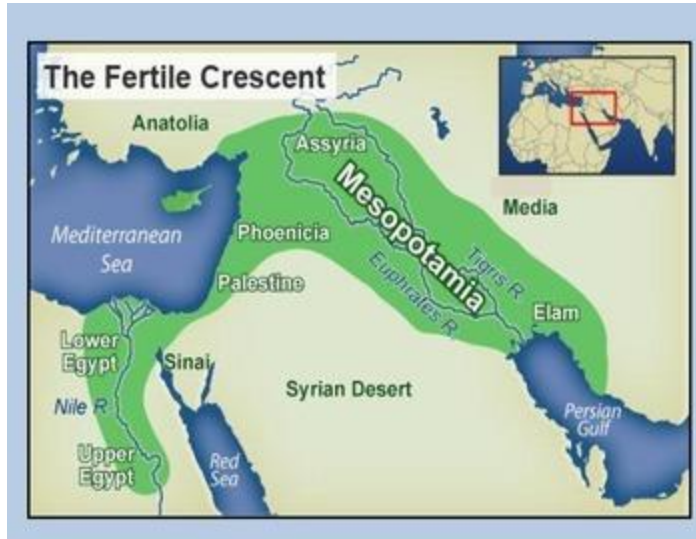 The Fertile Crescent
Anatolia
Assyria
Mesopotamia
Media
Mediterranean
Sea
Phoenicia
Tigris R
Euphrales R.
Palestine
Elam
Lower
Egypt
Sinai
Syrian Desert
Nile R
Persian
Gulf
Upper
Egypt
Red
Sea